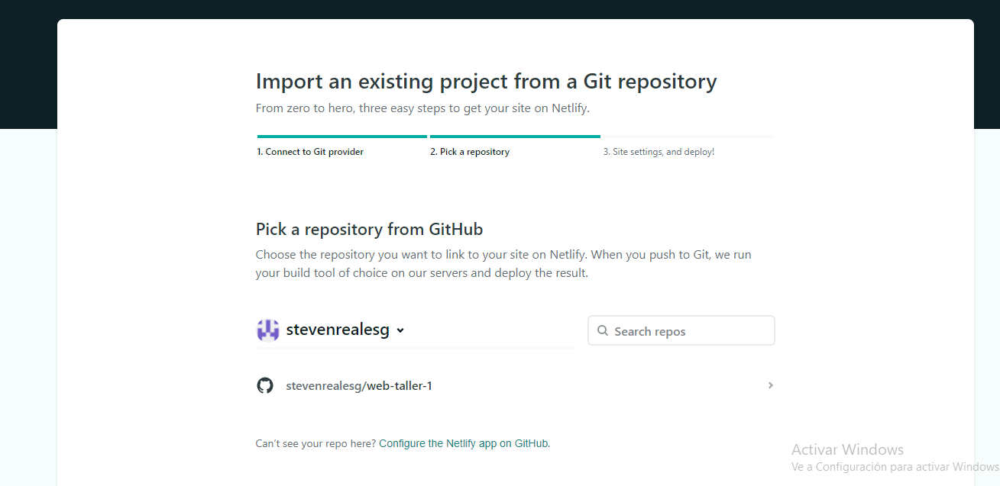 Import an existing project from a Git repository
From zero to hero, three easy steps to get your site on Netlify.
1. Connect to Git provider
2. Pick a repository
3. Site settings, and deploy!
Pick a repository from GitHub
Choose the repository you want to link to your site on Netlify. When you push to Git, we run
your build tool of choice on our servers and deploy the result.
stevenrealesg
Search repos
stevenrealesg/web-taller-1
Can't see your repo here? Configure the Netlify app on GitHub.
Activar Windows
Ve a Configuración para activar Windows